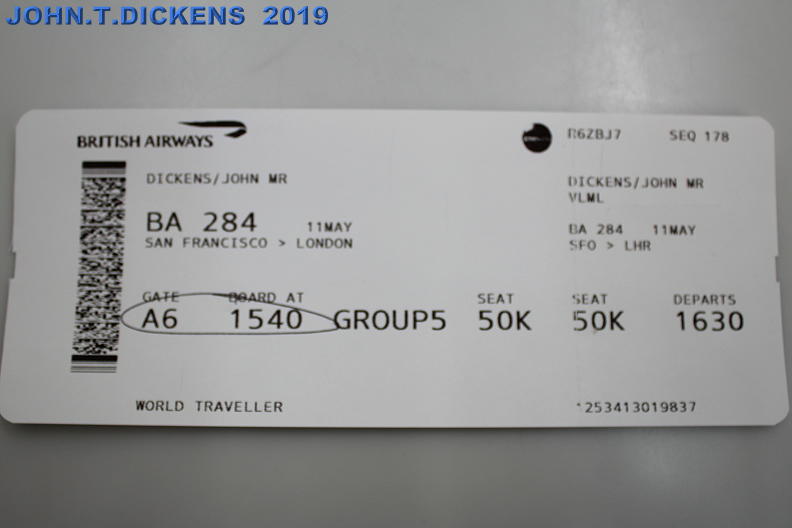 JOHN.T.DICKENS 2019
BRITISH AIRWAYS
R6ZBJ7 SEQ 178
DICKENS/JOHN MR
BA 284 11MAY
SAN FRANCISCO > LONDON
DICKENS/JOHN MR
VLML
BA 284 11MAY
SFO > LHR
GATE BOARD AT
A6 1540 GROUP5
SEAT
50K
SEAT
50K
DEPARTS
1630
WORLD TRAVELLER
1253413019837